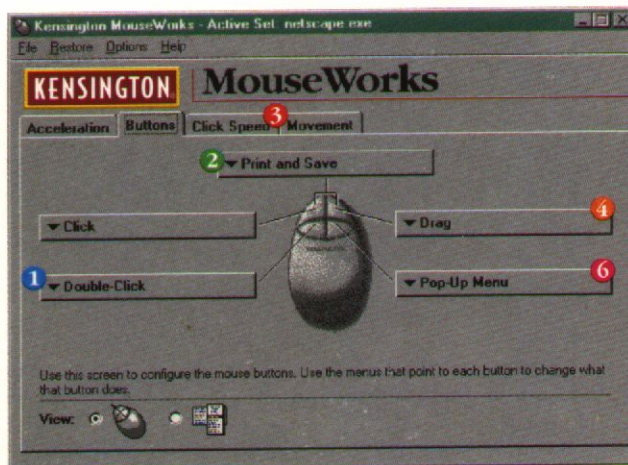 Kensington MouseWorks - Active Set: netscape.exe
File Restore Options Help
KENSINGTON MouseWorks
Acceleration Buttons Click Speed 3 Movement
2 Print and Save
Click
Drag 4
1 Double-Click
Pop-Up Menu 6
Use this screen to configure the mouse buttons. Use the menus that point to each button to change what
that button does.
View: